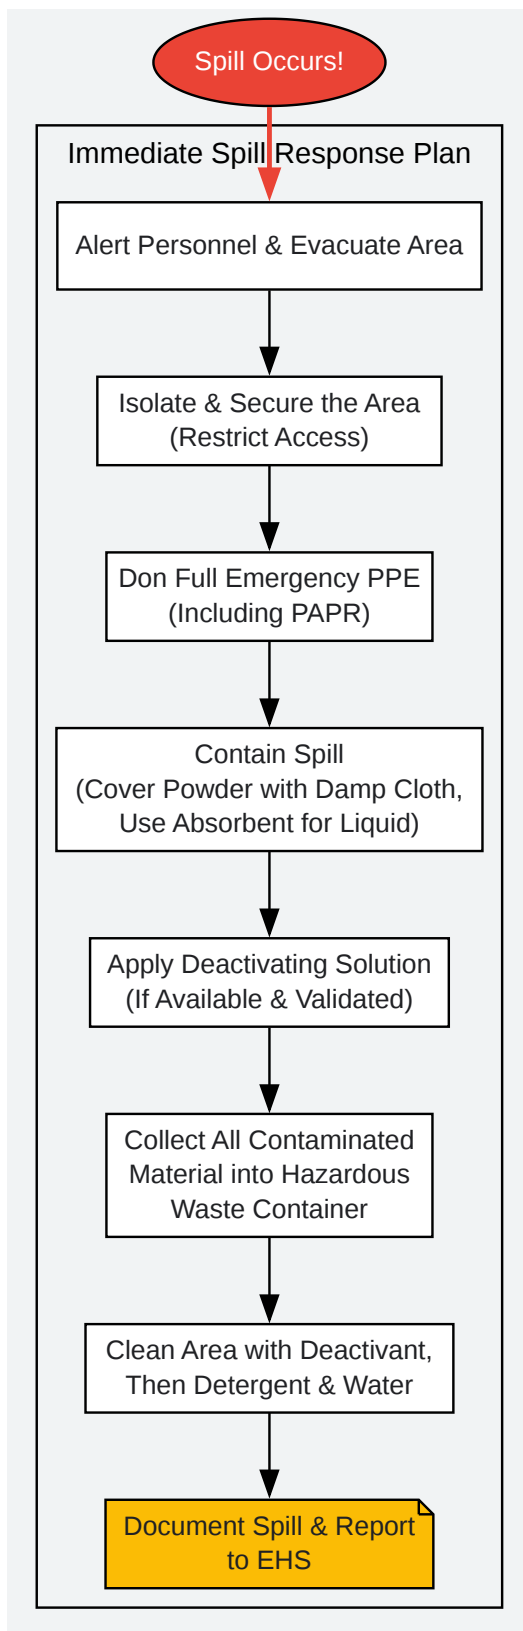 Spill Occurs!
Immediate Spill Response Plan
Alert Personnel & Evacuate Area
Isolate & Secure the Area
(Restrict Access)
Don Full Emergency PPE
(Including PAPR)
Contain Spill
(Cover Powder with Damp Cloth,
Use Absorbent for Liquid)
Apply Deactivating Solution
(If Available & Validated)
Collect All Contaminated
Material into Hazardous
Waste Container
Clean Area with Deactivant,
Then Detergent & Water
Document Spill & Report
to EHS